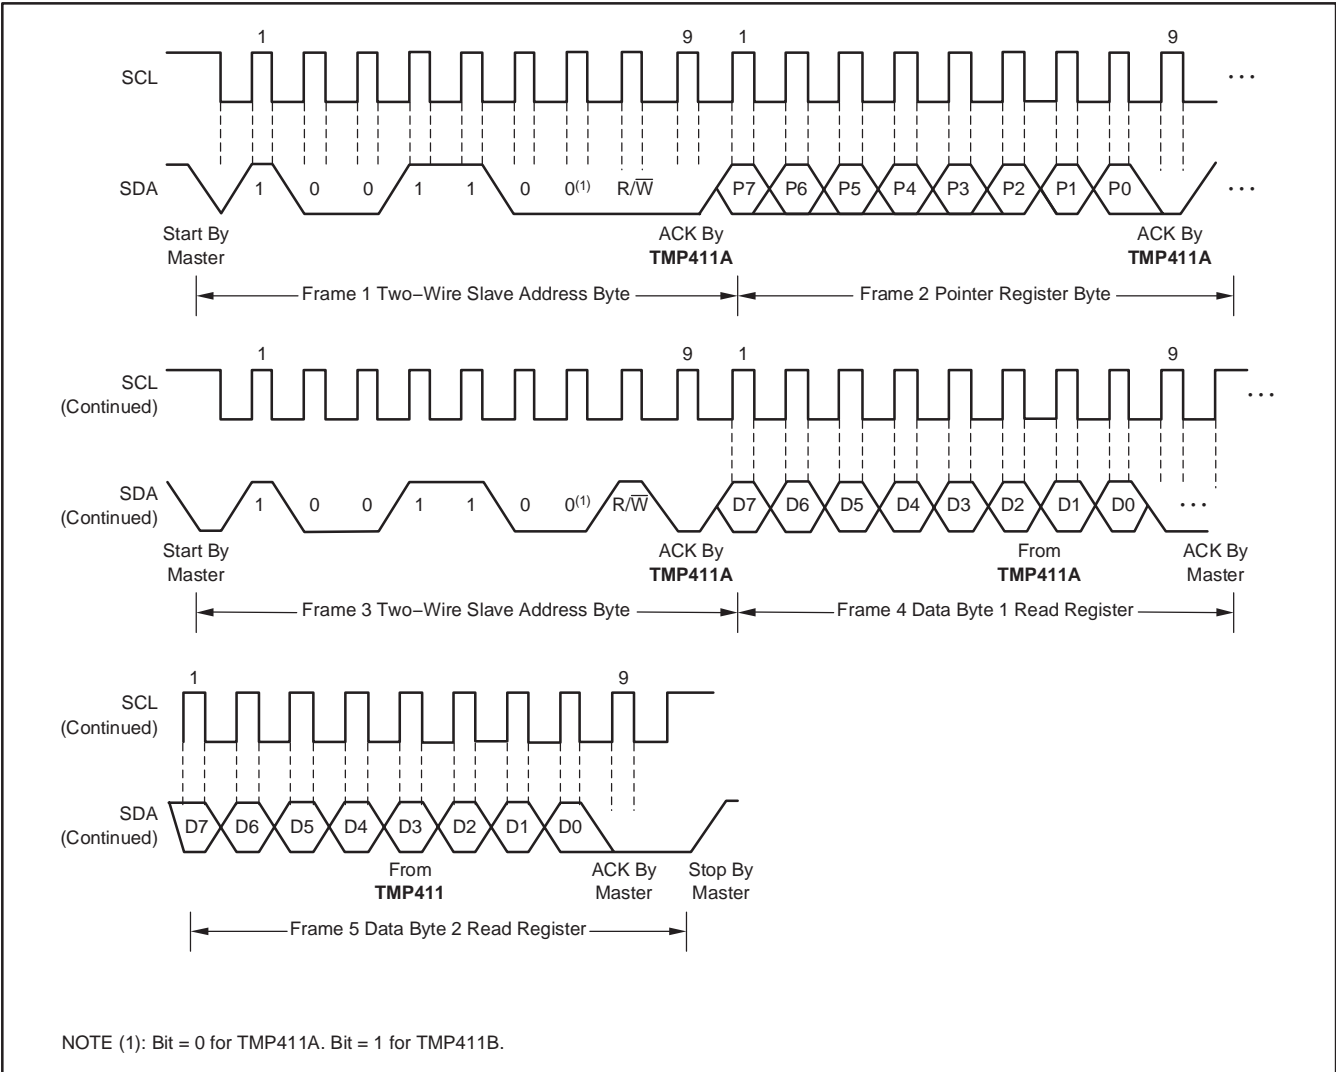 1 9 1 9
SCL ...
SDA 1 0 0 1 1 0 0(1) R/W̅ P7 P6 P5 P4 P3 P2 P1 P0 ...
Start By Master
ACK By TMP411A
ACK By TMP411A
Frame 1 Two−Wire Slave Address Byte
Frame 2 Pointer Register Byte
1 9 1 9
SCL (Continued) ...
SDA (Continued) 1 0 0 1 1 0 0(1) R/W̅ D7 D6 D5 D4 D3 D2 D1 D0 ...
Start By Master
ACK By TMP411A
From TMP411A
ACK By Master
Frame 3 Two−Wire Slave Address Byte
Frame 4 Data Byte 1 Read Register
1 9
SCL (Continued)
SDA (Continued) D7 D6 D5 D4 D3 D2 D1 D0
From TMP411
ACK By Master
Stop By Master
Frame 5 Data Byte 2 Read Register
NOTE (1): Bit = 0 for TMP411A. Bit = 1 for TMP411B.